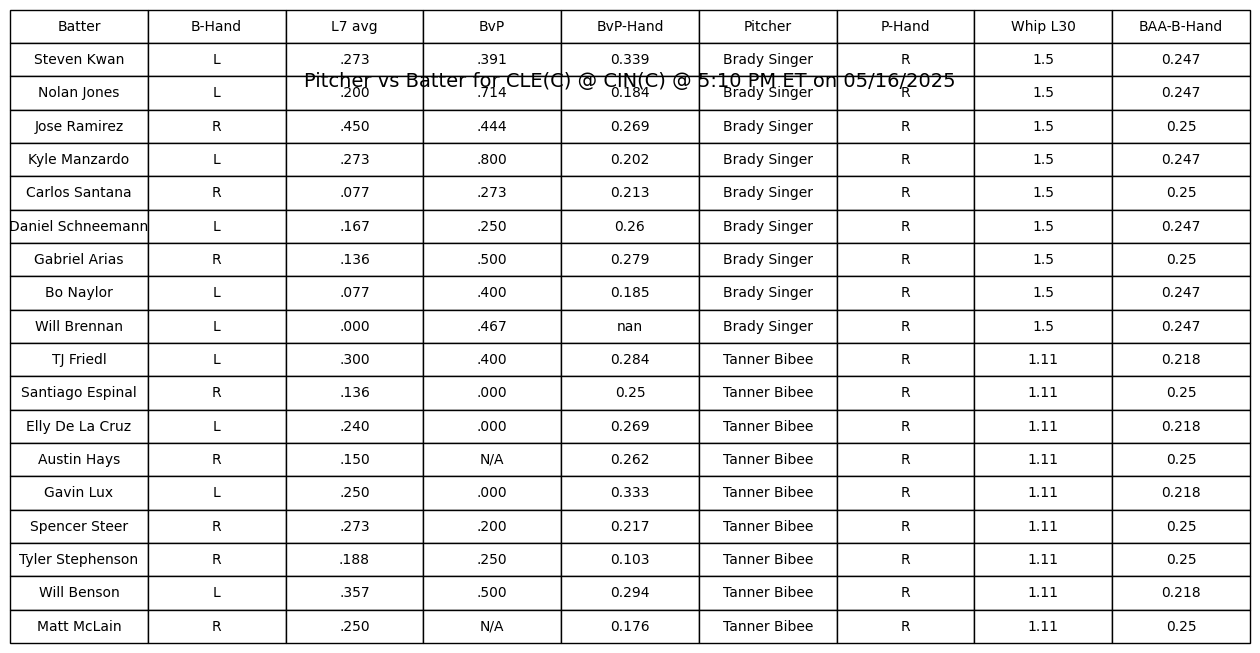 Batter B-Hand L7 avg BvP BvP-Hand Pitcher P-Hand Whip L30 BAA-B-Hand
Steven Kwan L .273 .391 0.339 Brady Singer R 1.5 0.247
Pitcher vs Batter for CLE(C) @ CIN(C) @ 5:10 PM ET on 05/16/2025
Nolan Jones L .200 .714 0.184 Brady Singer R 1.5 0.247
Jose Ramirez R .450 .444 0.269 Brady Singer R 1.5 0.25
Kyle Manzardo L .273 .800 0.202 Brady Singer R 1.5 0.247
Carlos Santana R .077 .273 0.213 Brady Singer R 1.5 0.25
Daniel Schneemann L .167 .250 0.26 Brady Singer R 1.5 0.247
Gabriel Arias R .136 .500 0.279 Brady Singer R 1.5 0.25
Bo Naylor L .077 .400 0.185 Brady Singer R 1.5 0.247
Will Brennan L .000 .467 nan Brady Singer R 1.5 0.247
TJ Friedl L .300 .400 0.284 Tanner Bibee R 1.11 0.218
Santiago Espinal R .136 .000 0.25 Tanner Bibee R 1.11 0.25
Elly De La Cruz L .240 .000 0.269 Tanner Bibee R 1.11 0.218
Austin Hays R .150 N/A 0.262 Tanner Bibee R 1.11 0.25
Gavin Lux L .250 .000 0.333 Tanner Bibee R 1.11 0.218
Spencer Steer R .273 .200 0.217 Tanner Bibee R 1.11 0.25
Tyler Stephenson R .188 .250 0.103 Tanner Bibee R 1.11 0.25
Will Benson L .357 .500 0.294 Tanner Bibee R 1.11 0.218
Matt McLain R .250 N/A 0.176 Tanner Bibee R 1.11 0.25